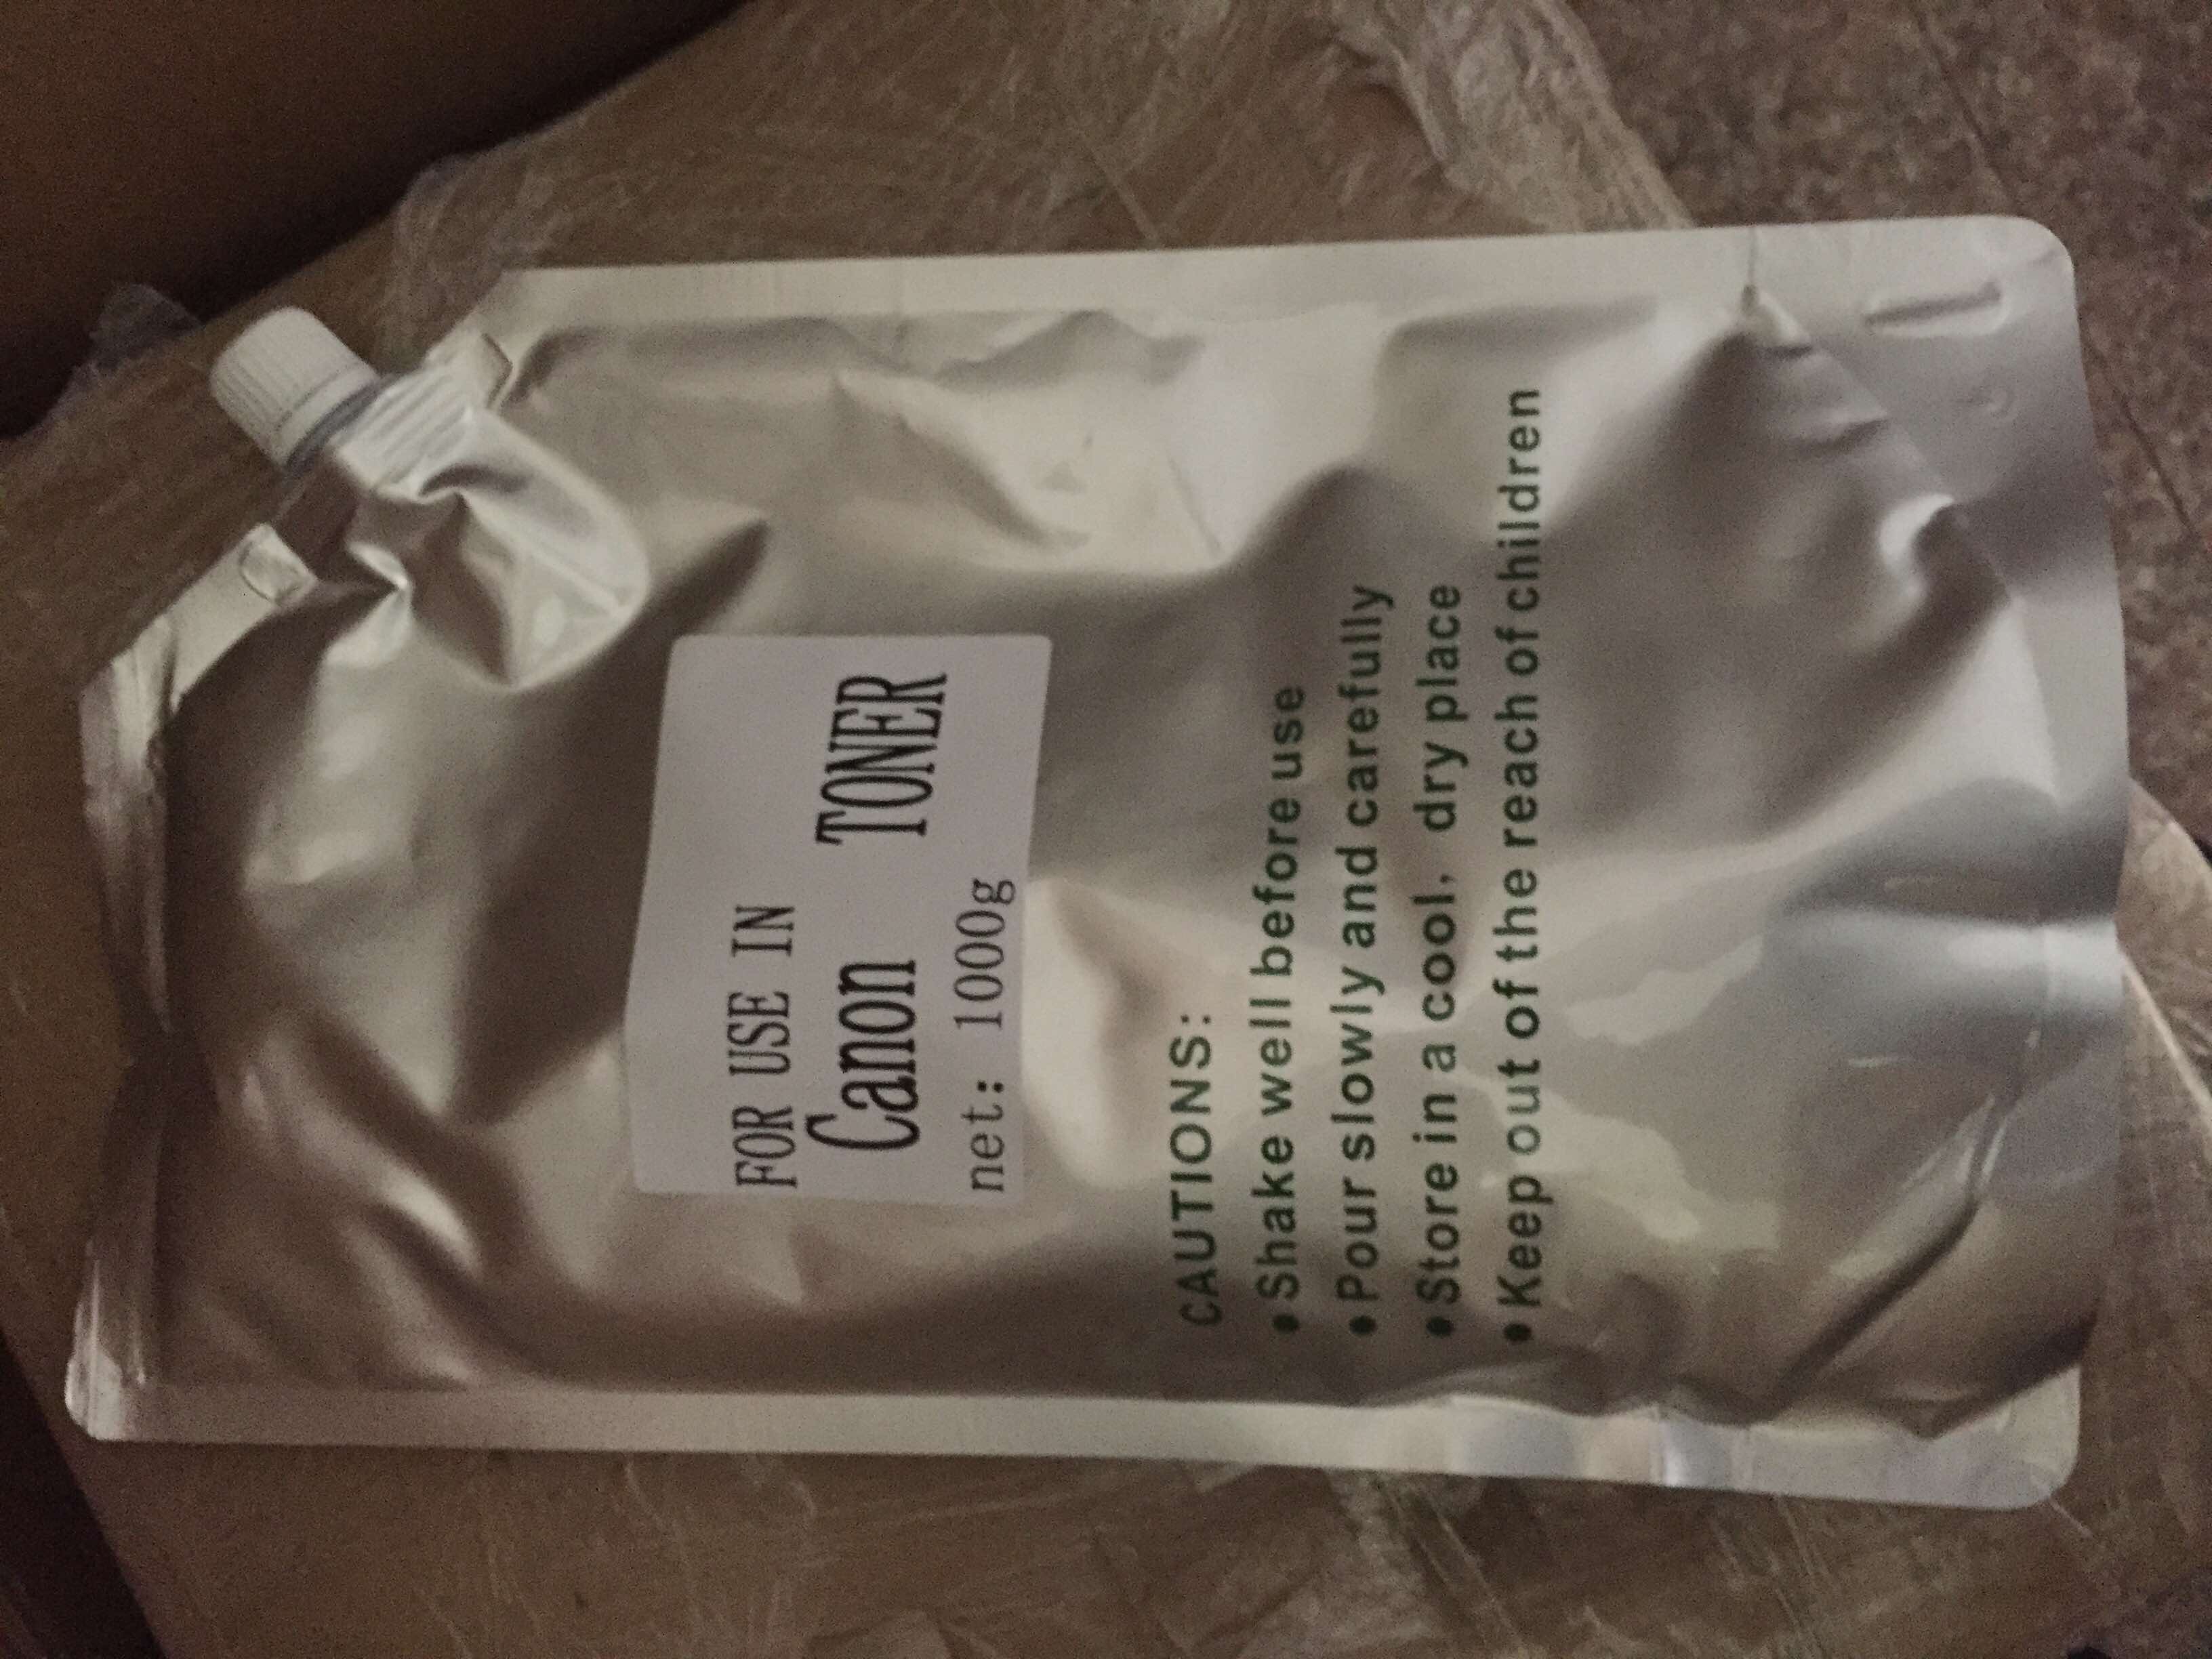 FOR USE IN
Canon TONER
net: 1000g
CAUTIONS:
•Shake well before use
•Pour slowly and carefully
•Store in a cool, dry place
•Keep out of the reach of children